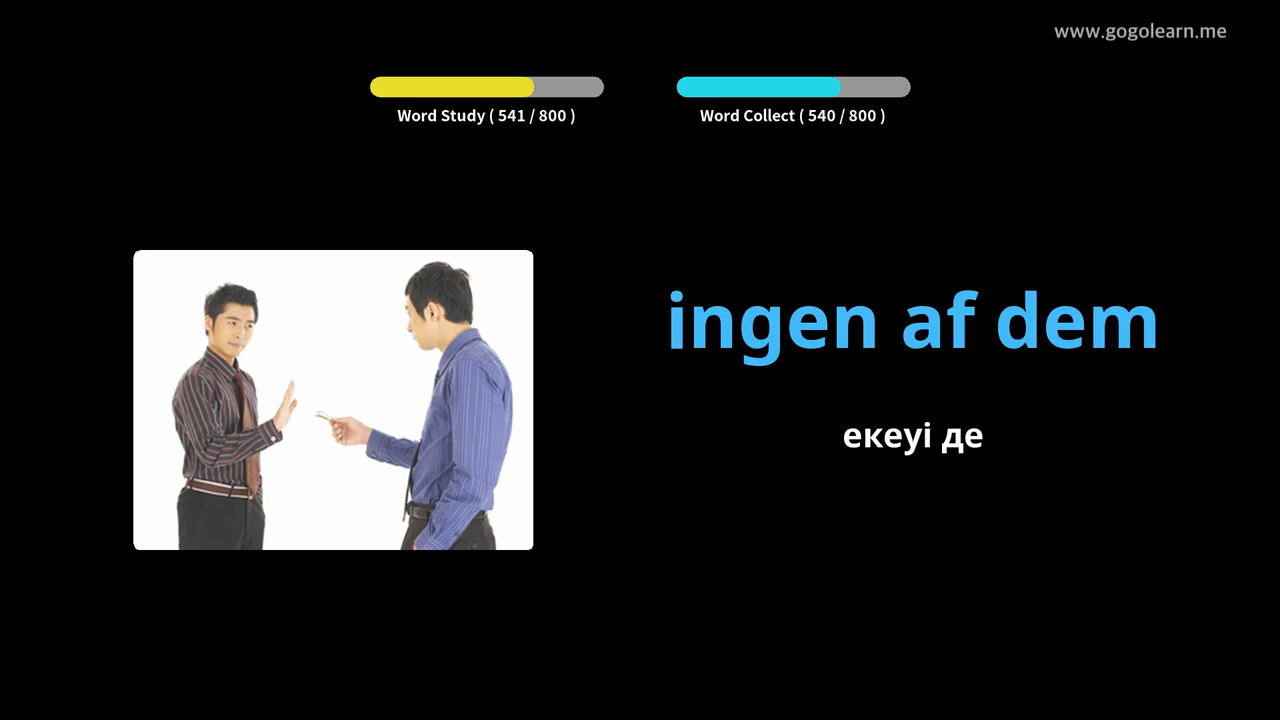 www.gogolearn.me
Word Study ( 541 / 800 )
Word Collect ( 540 / 800 )
ingen af dem
екеуі де